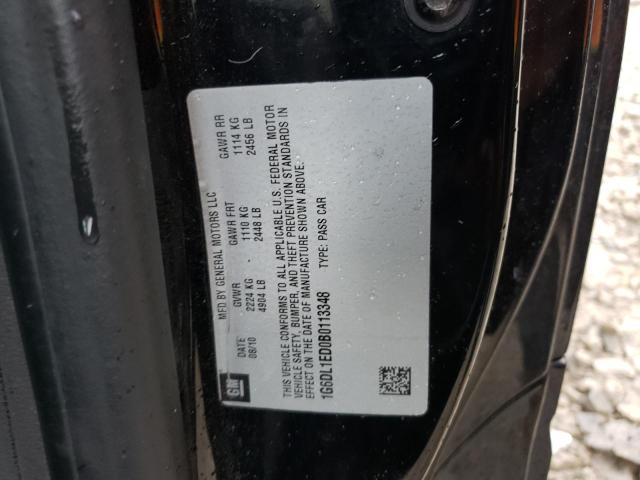 GM
MFD BY GENERAL MOTORS LLC
DATE GVWR GAWR FRT GAWR RR
08/10 2224 KG - 1110 KG 1114 KG
4904 LB 2448 LB 2456 LB
THIS VEHICLE CONFORMS TO ALL APPLICABLE U.S. FEDERAL MOTOR
VEHICLE SAFETY, BUMPER, AND THEFT PREVENTION STANDARDS IN
EFFECT ON THE DATE OF MANUFACTURE SHOWN ABOVE.
1G6DL1ED0B0113348 TYPE: PASS CAR